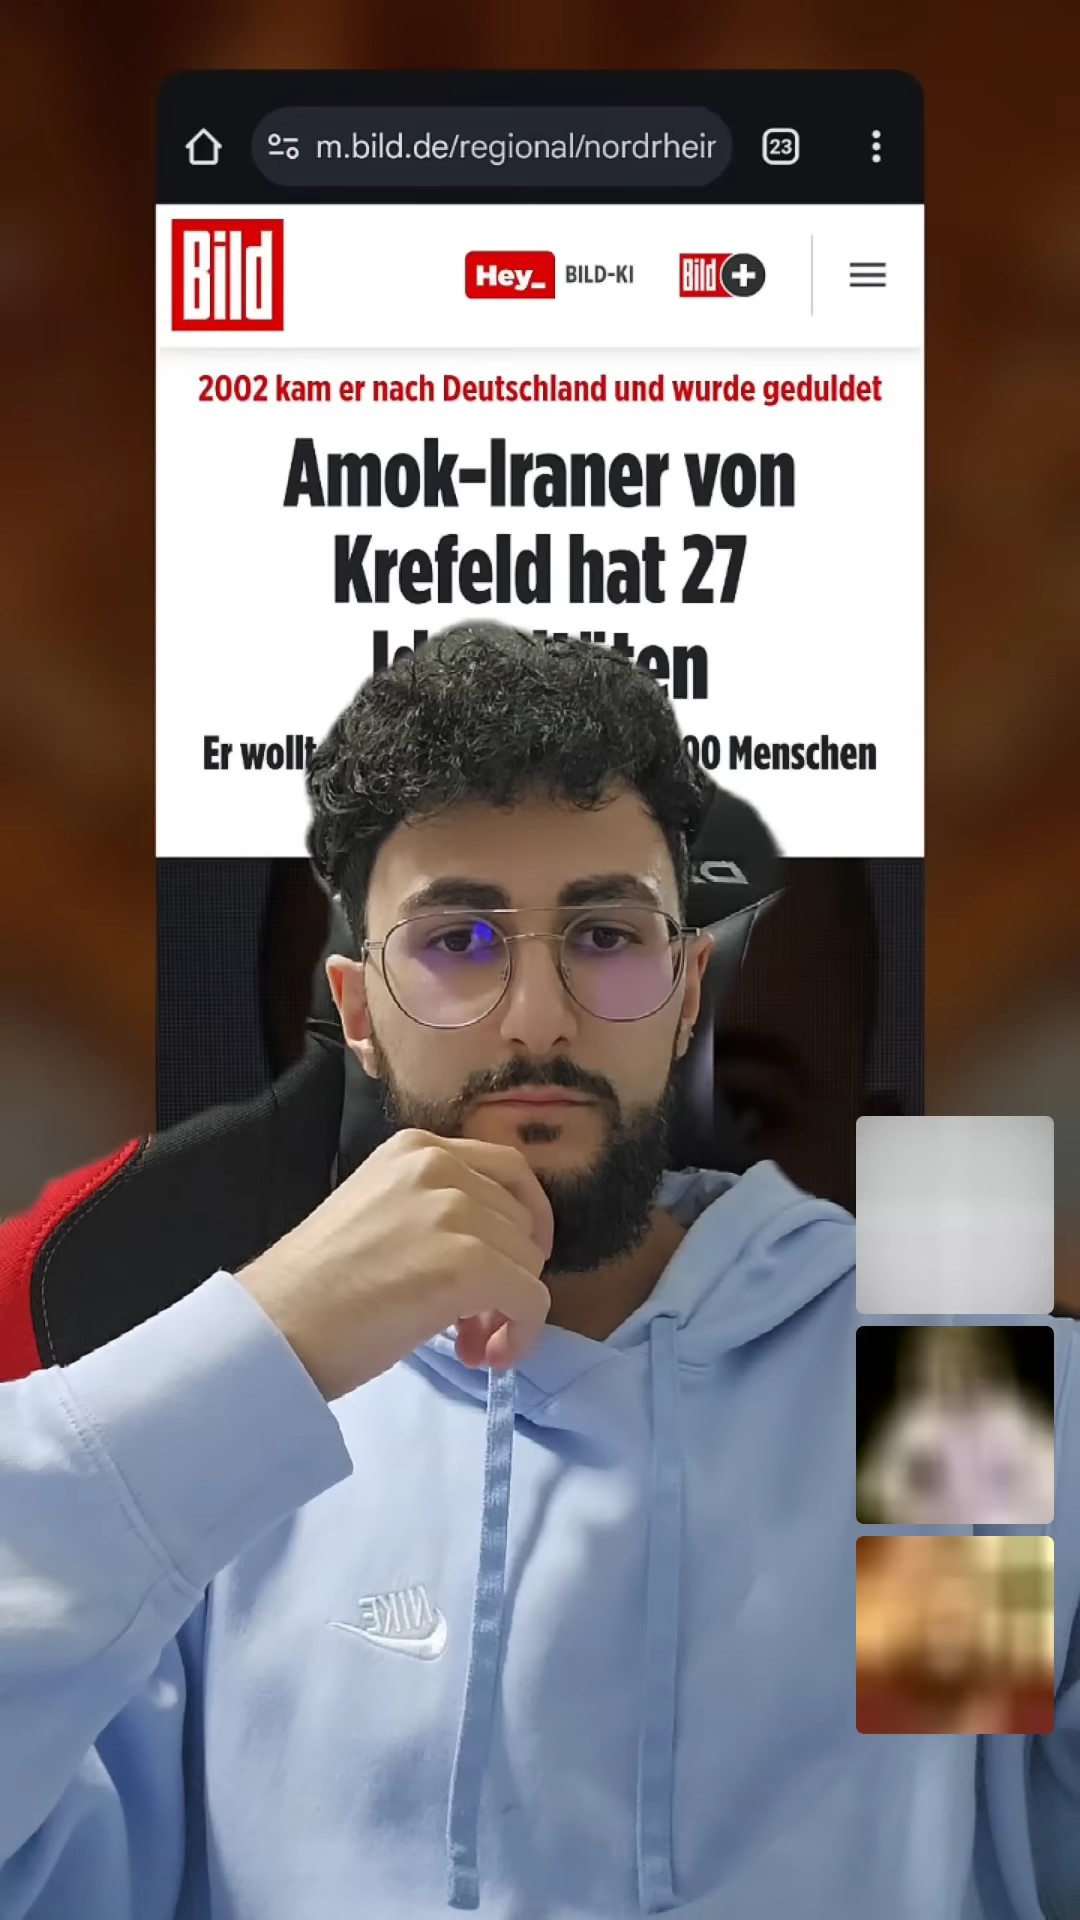 m.bild.de/regional/nordrheir
23
Bild
Hey_ BILD-KI
Bild+
2002 kam er nach Deutschland und wurde geduldet
Amok-Iraner von
Krefeld hat 27
Er wollt 00 Menschen
NIKE